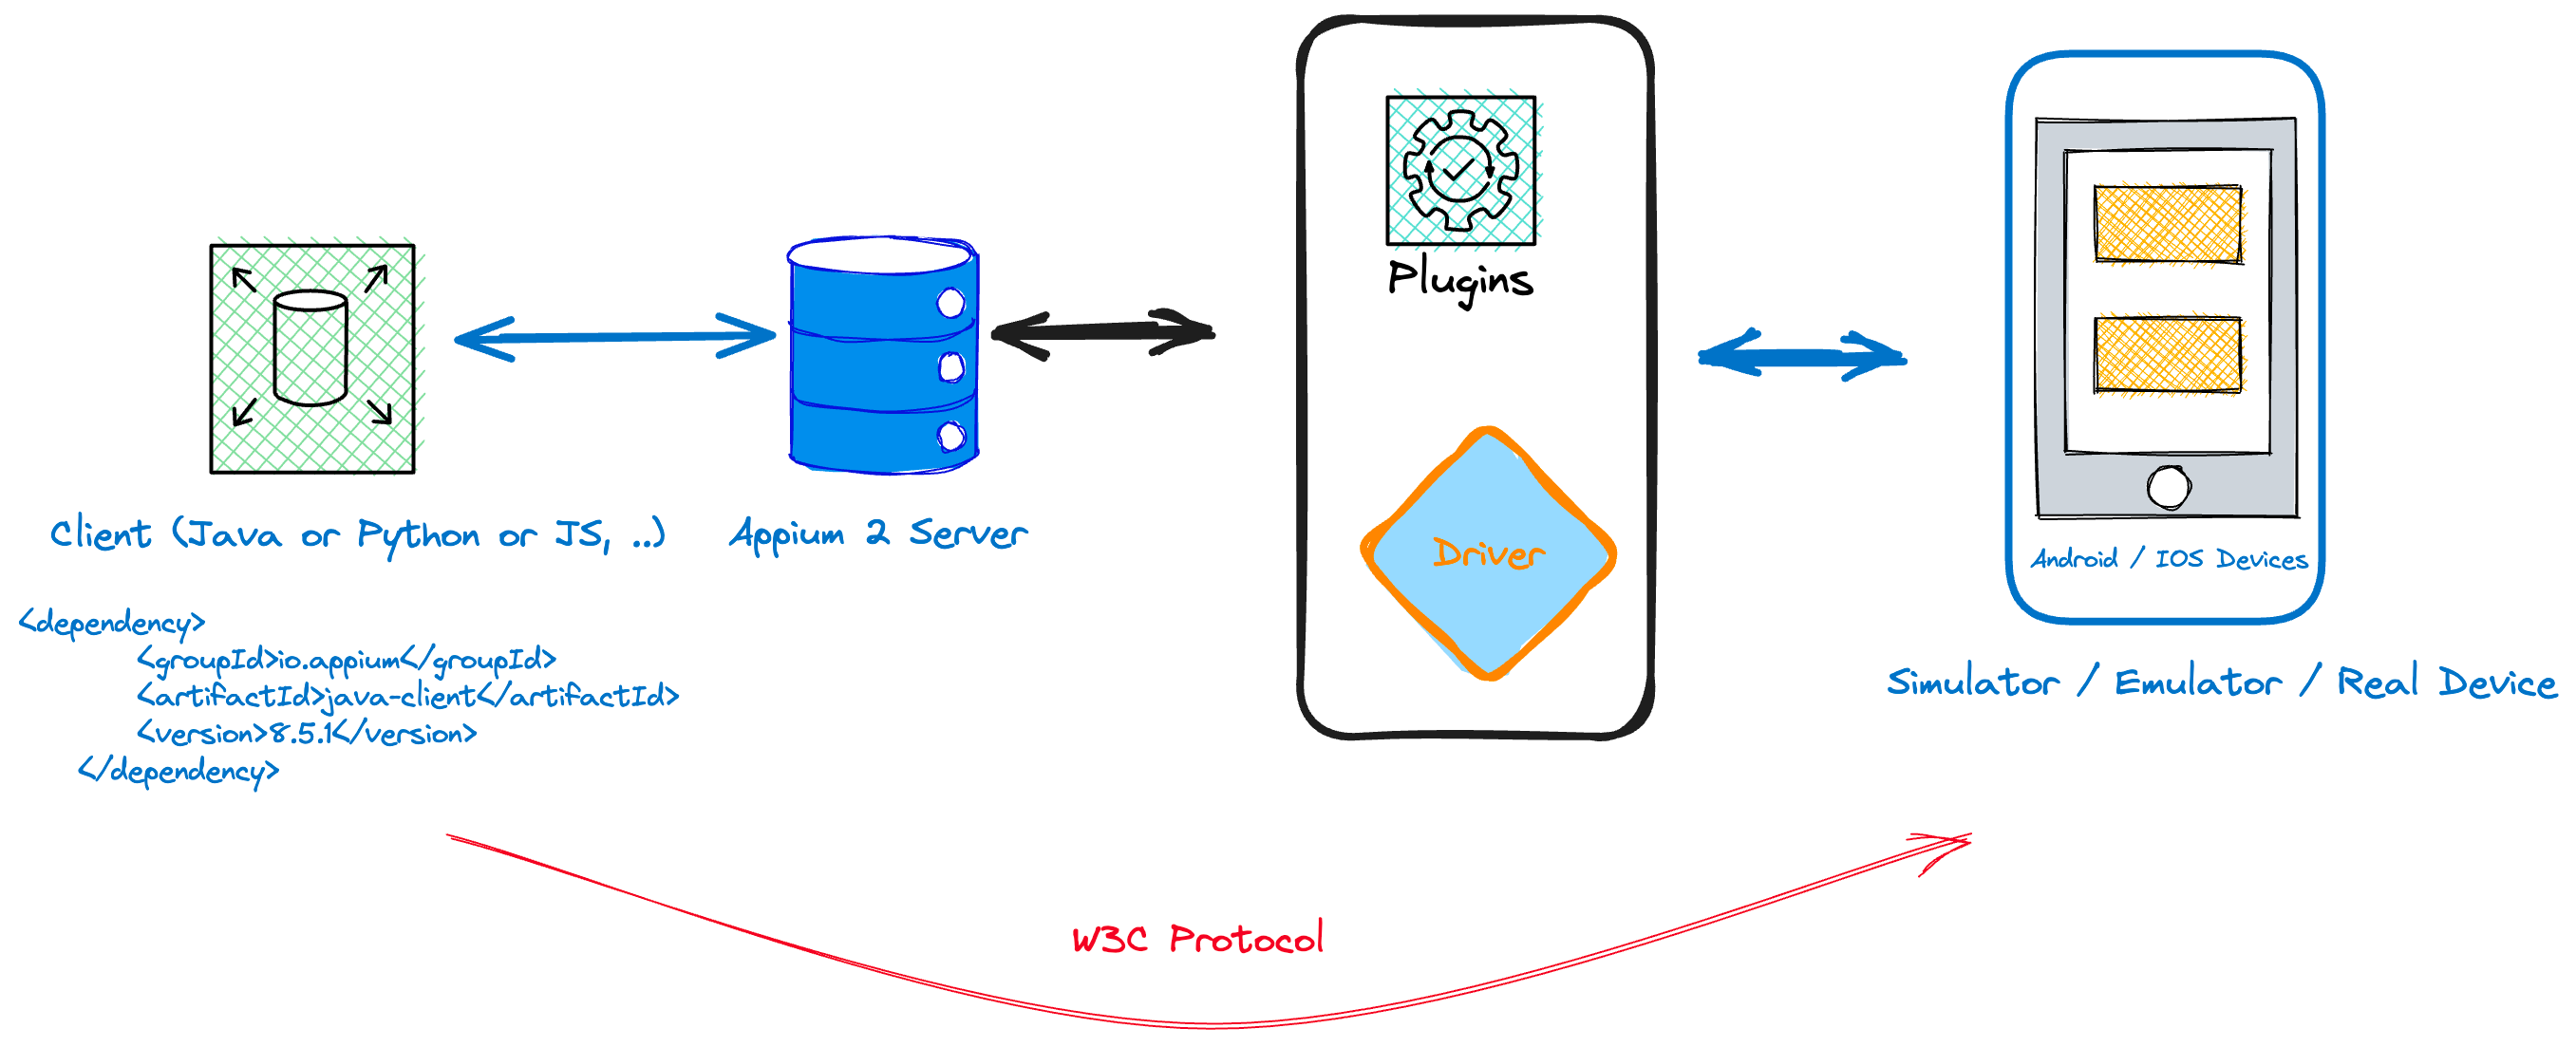 Plugins
Driver
Client (Java or Python or JS, ..)
Appium 2 Server
Android / IOS Devices
<dependency>
<groupId>io.appium</groupId>
<artifactId>java-client</artifactId>
<version>8.5.1</version>
</dependency>
Simulator / Emulator / Real Device
W3C Protocol